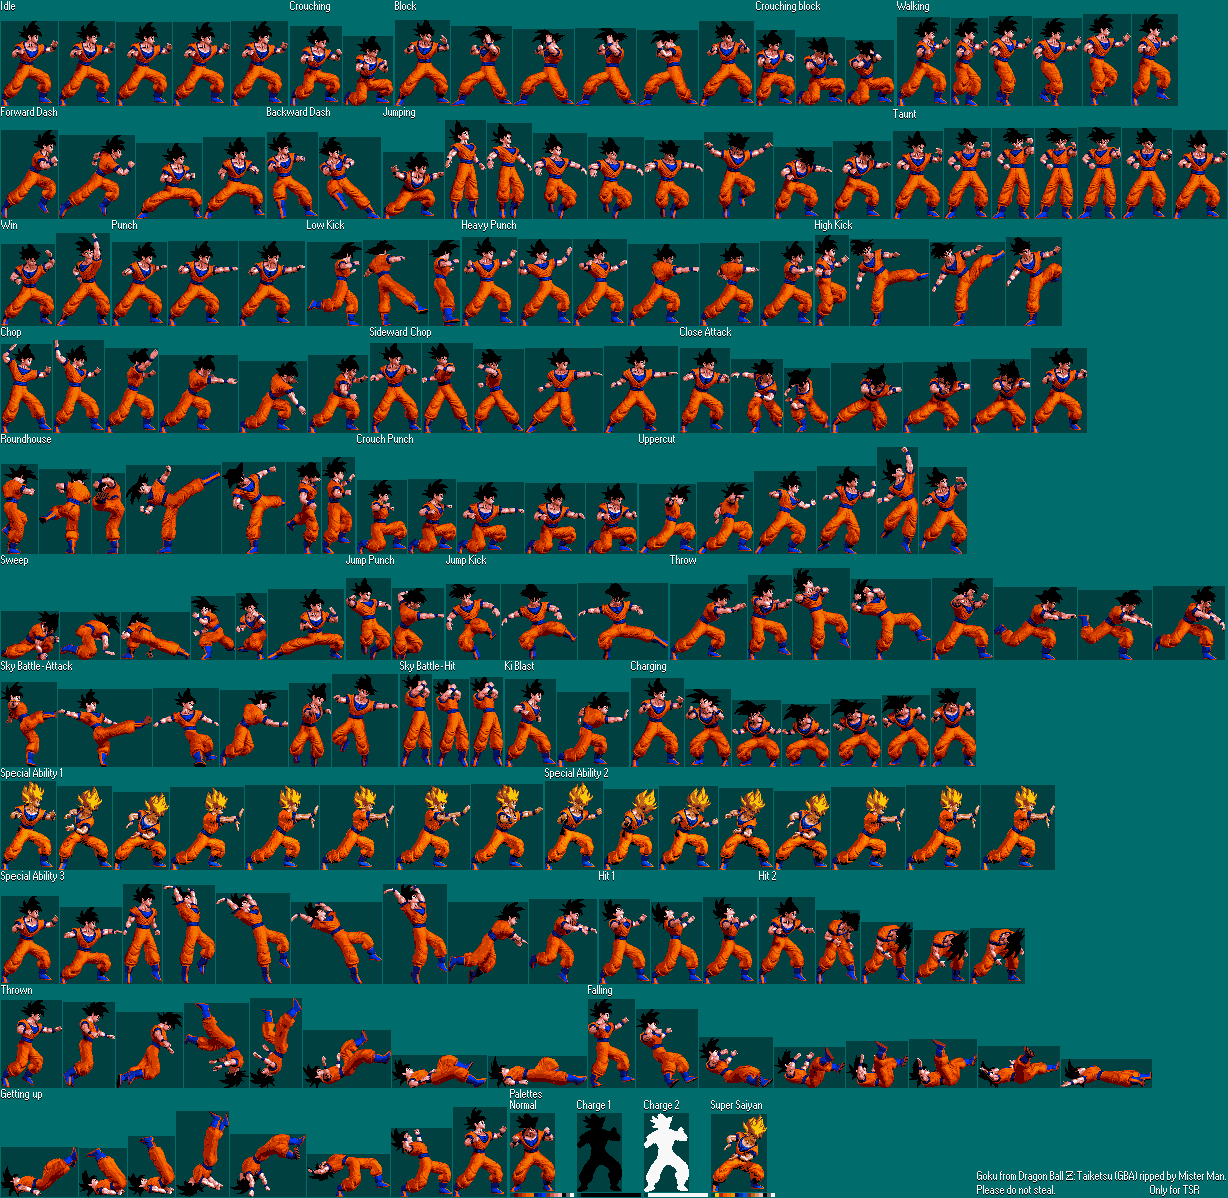 Idle Crouching Block Crouching block Walking
Forward Dash Backward Dash Jumping Taunt
Win Punch Low Kick Heavy Punch High Kick
Chop Sideward Chop Close Attack
Roundhouse Crouch Punch Uppercut
Sweep Jump Punch Jump Kick Throw
Sky Battle-Attack Sky Battle-Hit Ki Blast Charging
Special Ability 1 Special Ability 2
Special Ability 3 Hit 1 Hit 2
Thrown Falling
Getting up Palettes
Normal Charge 1 Charge 2 Super Saiyan
Goku from Dragon Ball Z: Taiketsu (GBA) ripped by Mister Man
Please do not steal. Only for TSR